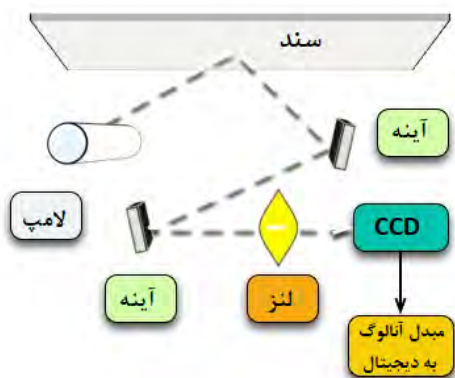 سند
آینه
لامپ
CCD
آینه
لنز
مبدل آنالوگ
به دیجیتال